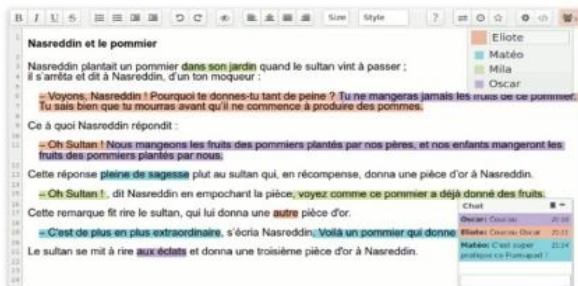 B I U S Size Style ? </>
Eliote
Matéo
Mila
Oscar
Nasreddin et le pommier
Nasreddin plantait un pommier dans son jardin quand le sultan vint à passer ;
il s'arrêta et dit à Nasreddin, d'un ton moqueur :
– Voyons, Nasreddin ! Pourquoi te donnes-tu tant de peine ? Tu ne mangeras jamais les fruits de ce pommier.
Tu sais bien que tu mourras avant qu'il ne commence à produire des pommes.
Ce à quoi Nasreddin répondit :
– Oh Sultan ! Nous mangeons les fruits des pommiers plantés par nos pères, et nos enfants mangeront les
fruits des pommiers plantés par nous.
Cette réponse pleine de sagesse plut au sultan qui, en récompense, donna une pièce d'or à Nasreddin.
– Oh Sultan ! , dit Nasreddin en empochant la pièce, voyez comme ce pommier a déjà donné des fruits.
Cette remarque fit rire le sultan, qui lui donna une autre pièce d'or.
– C'est de plus en plus extraordinaire, s'écria Nasreddin. Voilà un pommier qui donne
Le sultan se mit à rire aux éclats et donna une troisième pièce d'or à Nasreddin.
Chat
Oscar: Coucou
Eliote: Coucou Oscar
Matéo: C'est super
pratique ce Framapad !